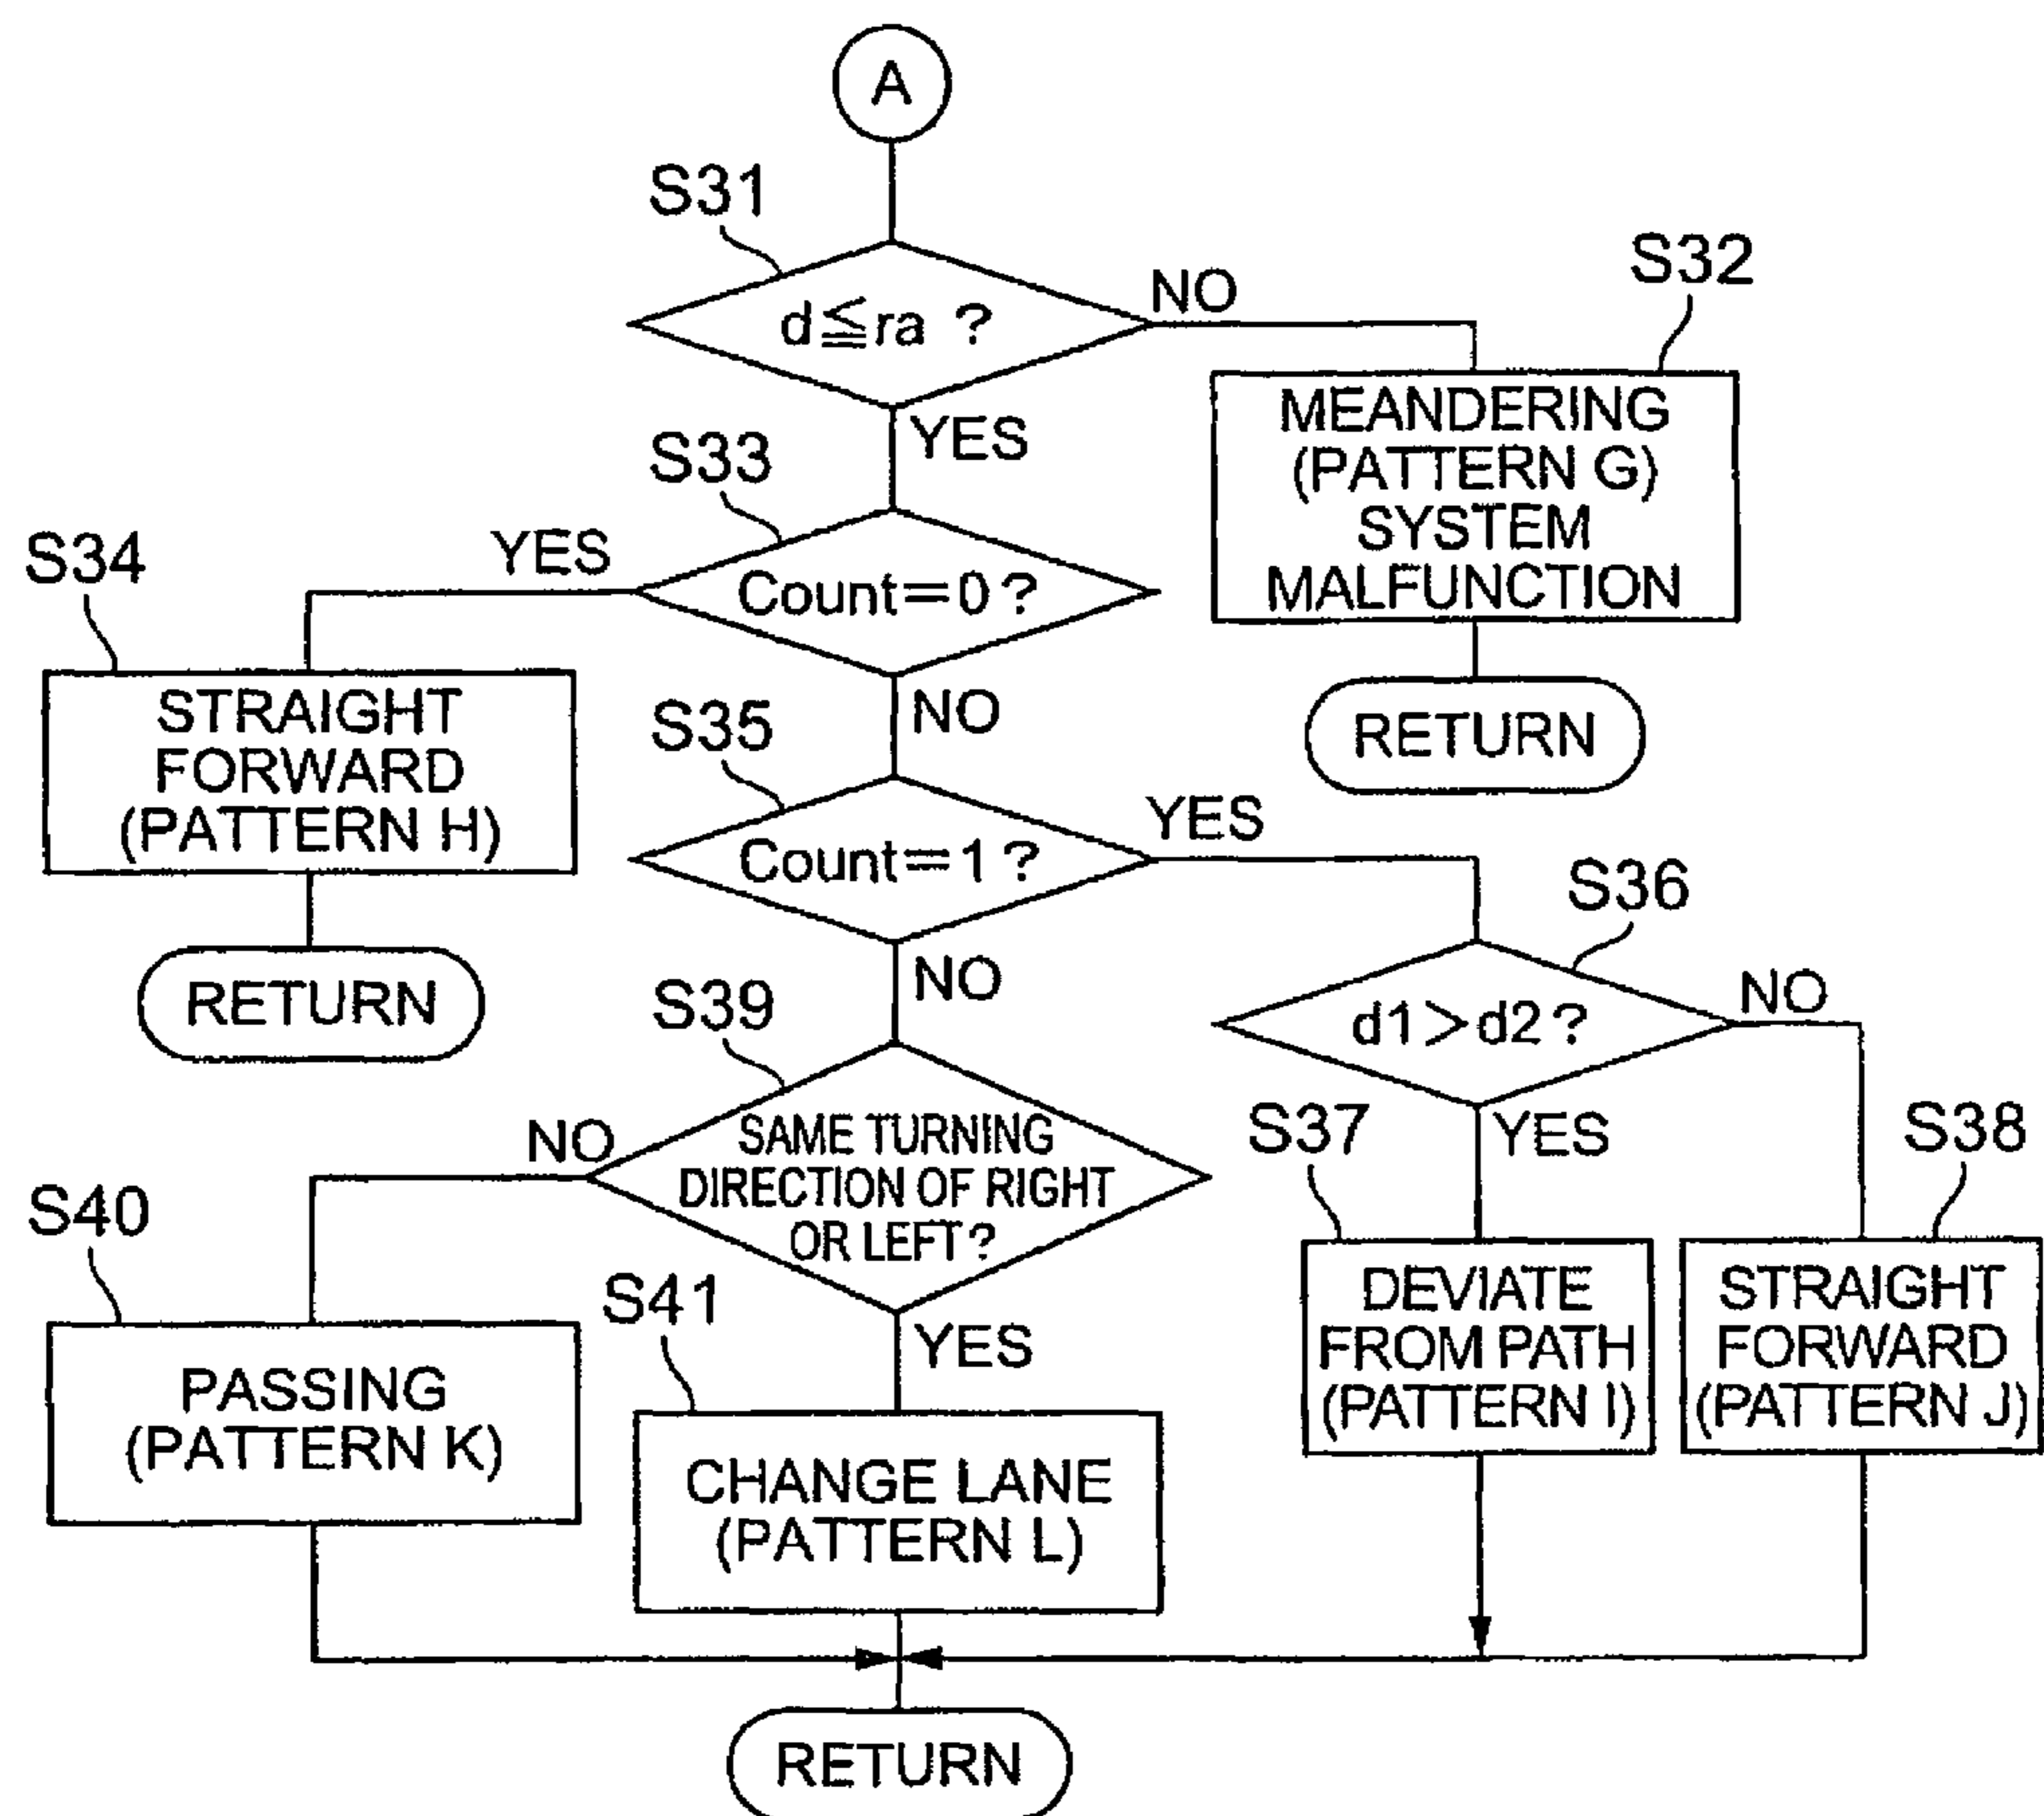 A
S31
d≦ra ?
NO
S32
YES
MEANDERING
(PATTERN G)
SYSTEM
MALFUNCTION
RETURN
S33
Count=0?
YES
S34
STRAIGHT
FORWARD
(PATTERN H)
RETURN
NO
S35
Count=1?
YES
S36
d1>d2?
NO
YES
S37
DEVIATE
FROM PATH
(PATTERN I)
S38
STRAIGHT
FORWARD
(PATTERN J)
NO
S39
SAME TURNING
DIRECTION OF RIGHT
OR LEFT?
NO
S40
PASSING
(PATTERN K)
YES
S41
CHANGE LANE
(PATTERN L)
RETURN